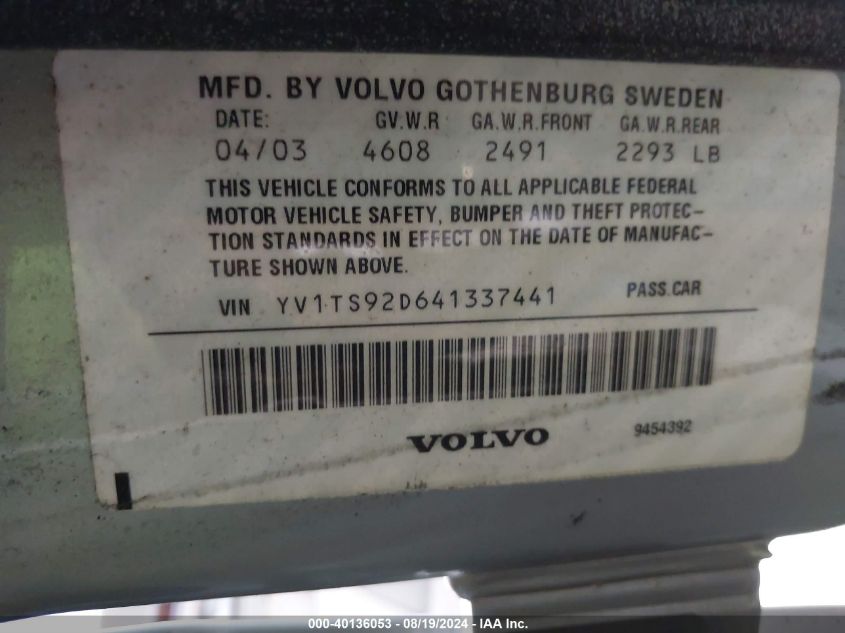 MFD. BY VOLVO GOTHENBURG SWEDEN
DATE: GV.W.R GA.W.R.FRONT GA.W.R.REAR
04/03 4608 2491 2293 LB
THIS VEHICLE CONFORMS TO ALL APPLICABLE FEDERAL
MOTOR VEHICLE SAFETY, BUMPER AND THEFT PROTEC-
TION STANDARDS IN EFFECT ON THE DATE OF MANUFAC-
TURE SHOWN ABOVE.
VIN YV1TS92D641337441 PASS.CAR
VOLVO 9454392
000-40136053 - 08/19/2024 - IAA Inc.